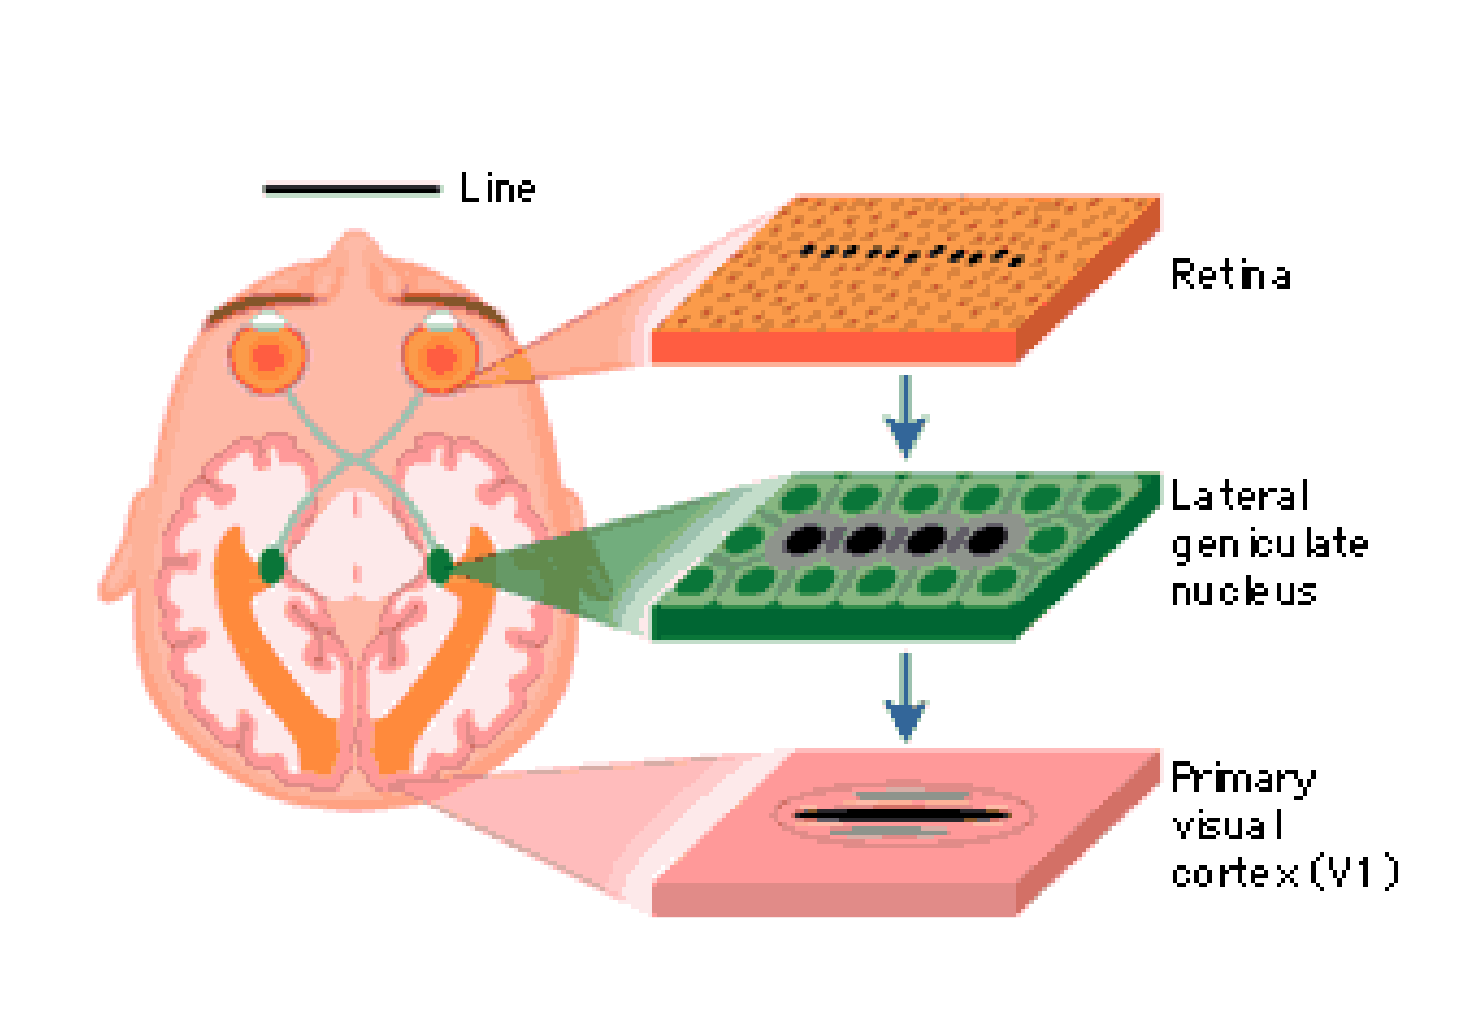 Line
Retina
Lateral
geniculate
nucleus
Primary
visual
cortex (V1)